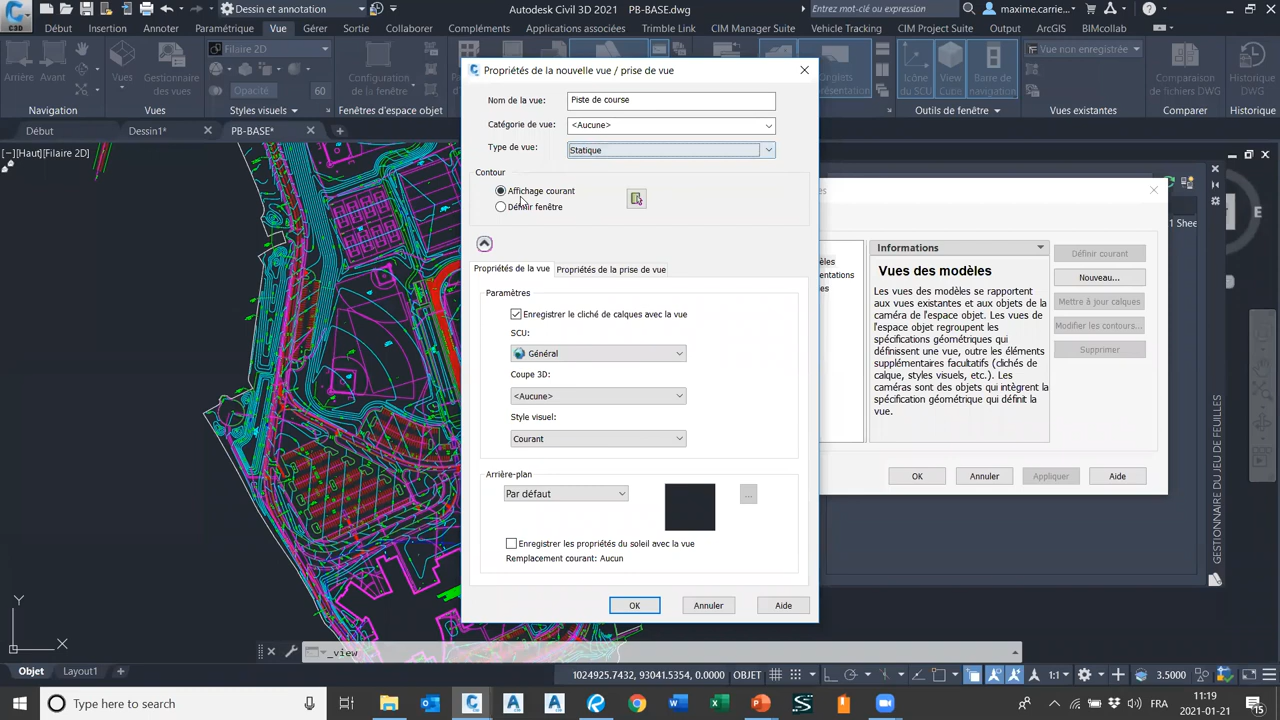 Dessin et annotation
Autodesk Civil 3D 2021 PB-BASE.dwg
Entrez mot-clé ou expression
maxime.carrie...
C3D
Début Insertion Annoter Paramétrique Vue Gérer Sortie Collaborer Compléments Applications associées Trimble Link CIM Manager Suite Vehicle Tracking Aide Express ArcGIS BIMcollab
Arrière Avant
Navigation
Vues Gestionnaire des vues
Filaire 2D
Opacité 60
Styles visuels
Configuration de la fenêtre
Fenêtres d'espace objet
Onglets de présentation
Icône du SCU
View Cube
Barre de navigation
Outils de fenêtre
Vue non enregistrée
Vues existantes
Comparaison de DWG
Comparer
Historique DWG
Historique
Début Dessin1* PB-BASE*
[−][Haut][Filaire 2D]
Propriétés de la nouvelle vue / prise de vue
Nom de la vue: Piste de course
Catégorie de vue: <Aucune>
Type de vue: Statique
Contour
Affichage courant
Définir fenêtre
Propriétés de la vue Propriétés de la prise de vue
Paramètres
Enregistrer le cliché de calques avec la vue
SCU:
Général
Coupe 3D:
<Aucune>
Style visuel:
Courant
Arrière-plan
Par défaut
...
Enregistrer les propriétés du soleil avec la vue
Remplacement courant: Aucun
OK Annuler Aide
Informations
Vues des modèles
Les vues des modèles se rapportent
aux vues existantes et aux objets de la
caméra de l'espace objet. Les vues de
l'espace objet regroupent les
spécifications géométriques qui
définissent une vue, outre les éléments
supplémentaires facultatifs (clichés de
calque, styles visuels, etc.). Les
caméras sont des objets qui intègrent la
spécification géométrique qui définit la
vue.
Définir courant
Nouveau...
Mettre à jour calques
Modifier les contours...
Supprimer
OK Annuler Appliquer Aide
E
GESTIONNAIRE DU JEU DE FEUILLES
Y
X
_view
Objet Layout1 +
1024925.7432, 93041.5354, 0.0000 OBJET
1:1 3.5000
Type here to search
FRA
11:19
2021-01-21
15